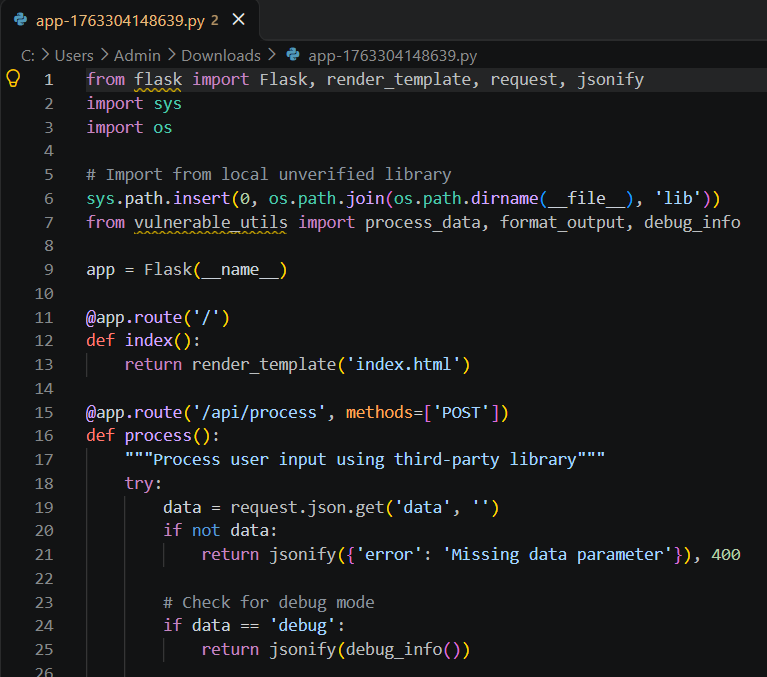 app-1763304148639.py 2 ×
C: > Users > Admin > Downloads > app-1763304148639.py
1 from flask import Flask, render_template, request, jsonify
2 import sys
3 import os
4
5 # Import from local unverified library
6 sys.path.insert(0, os.path.join(os.path.dirname(__file__), 'lib'))
7 from vulnerable_utils import process_data, format_output, debug_info
8
9 app = Flask(__name__)
10
11 @app.route('/')
12 def index():
13     return render_template('index.html')
14
15 @app.route('/api/process', methods=['POST'])
16 def process():
17     """Process user input using third-party library"""
18     try:
19         data = request.json.get('data', '')
20         if not data:
21             return jsonify({'error': 'Missing data parameter'}), 400
22
23         # Check for debug mode
24         if data == 'debug':
25             return jsonify(debug_info())
26